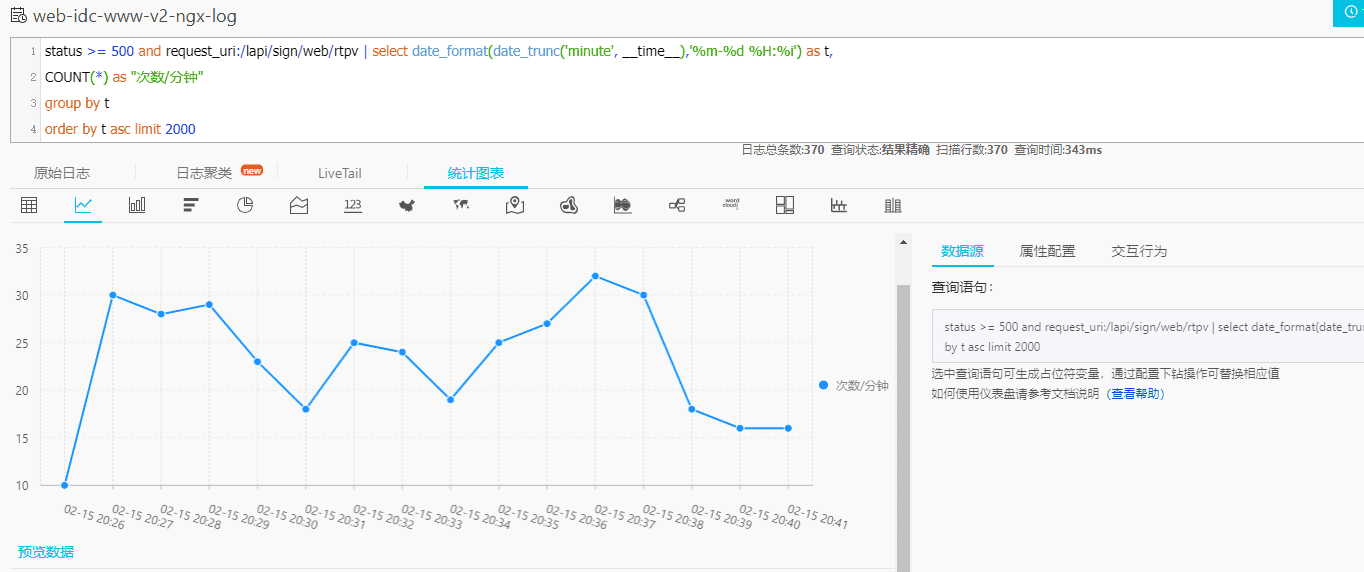 web-idc-www-v2-ngx-log
1 status >= 500 and request_uri:/lapi/sign/web/rtpv | select date_format(date_trunc('minute', __time__),'%m-%d %H:%i') as t,
2 COUNT(*) as "次数/分钟"
3 group by t
4 order by t asc limit 2000
日志总条数:370 查询状态:结果精确 扫描行数:370 查询时间:343ms
原始日志 日志聚类 new LiveTail 统计图表
123 word cloud
数据源 属性配置 交互行为
查询语句：
status >= 500 and request_uri:/lapi/sign/web/rtpv | select date_format(date_trun
by t asc limit 2000
选中查询语句可生成占位符变量，通过配置下钻操作可替换相应值
如何使用仪表盘请参考文档说明（查看帮助）
35
30
25
20
15
10
次数/分钟
02-15 20:26 02-15 20:27 02-15 20:28 02-15 20:29 02-15 20:30 02-15 20:31 02-15 20:32 02-15 20:33 02-15 20:34 02-15 20:35 02-15 20:36 02-15 20:37 02-15 20:38 02-15 20:39 02-15 20:40 02-15 20:41
预览数据